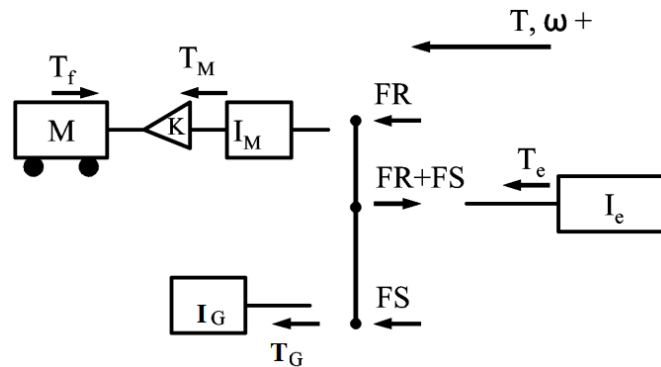 T, ω +
T_f
T_M
FR
M
K
I_M
FR+FS
T_e
I_e
I_G
FS
T_G